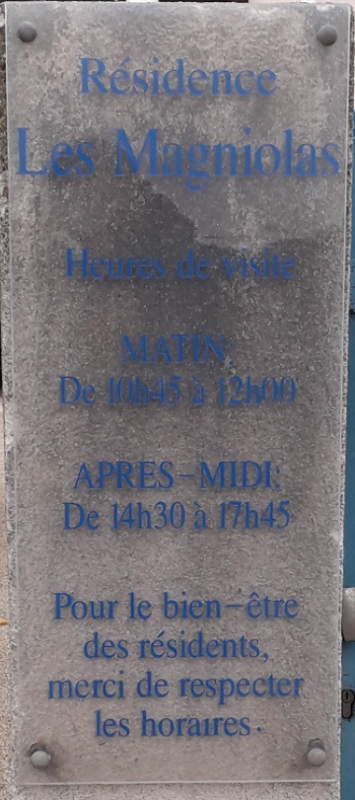 Résidence
Les Magniolas
Heures de visite
MATIN:
De 10h45 à 12h00
APRES-MIDI:
De 14h30 à 17h45
Pour le bien-être
des résidents,
merci de respecter
les horaires.